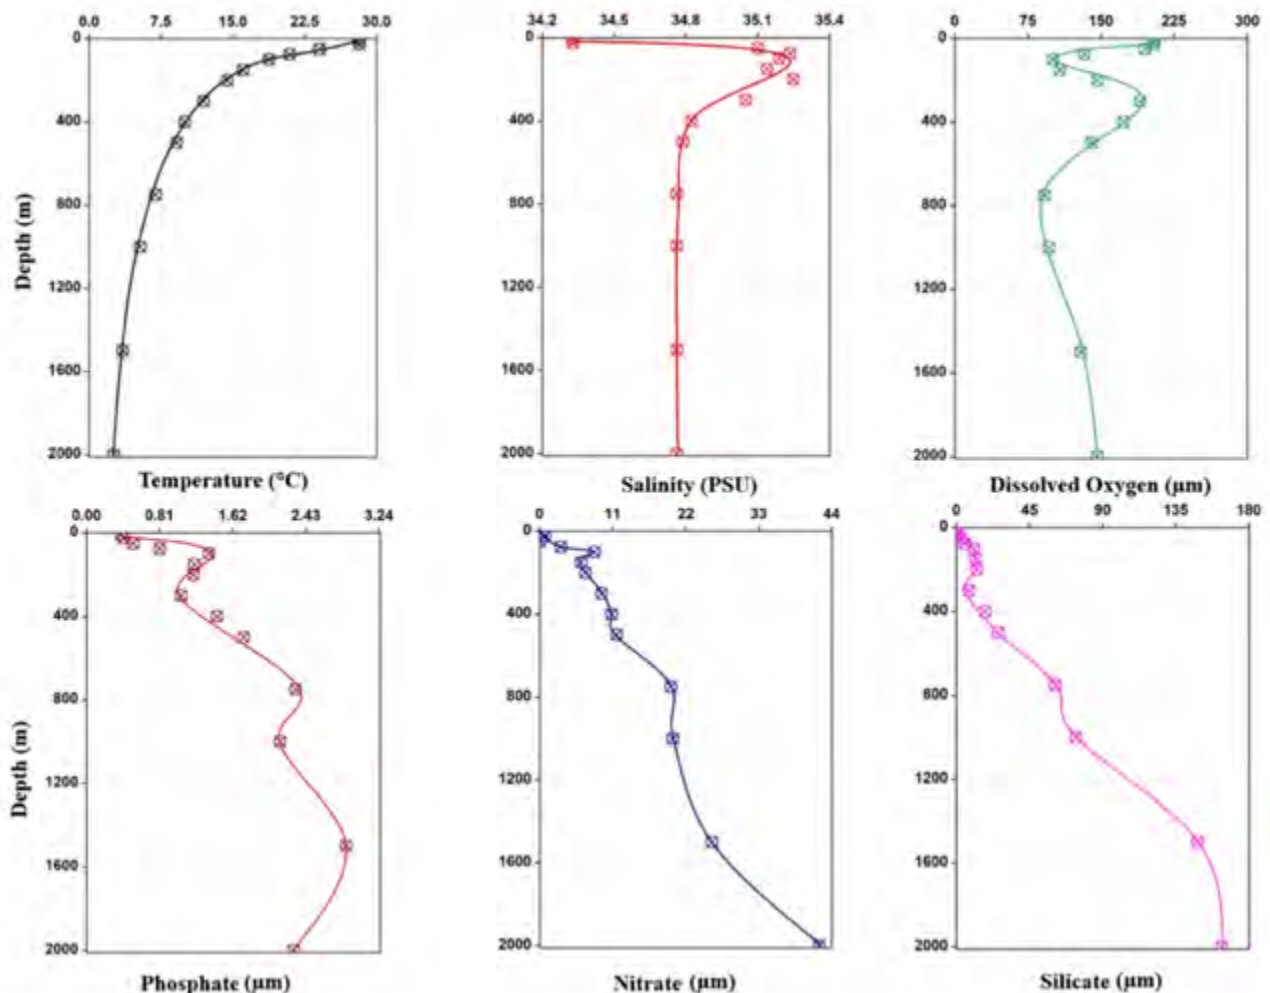 0.0 7.5 15.0 22.5 30.0
34.2 34.5 34.8 35.1 35.4
0 75 150 225 300
0
400
800
1200
1600
2000
Depth (m)
Temperature (°C)
0
400
800
1200
1600
2000
Salinity (PSU)
0
400
800
1200
1600
2000
Dissolved Oxygen (µm)
0.00 0.81 1.62 2.43 3.24
0 11 22 33 44
0 45 90 135 180
0
400
800
1200
1600
2000
Depth (m)
Phosphate (µm)
0
400
800
1200
1600
2000
Nitrate (µm)
0
400
800
1200
1600
2000
Silicate (µm)